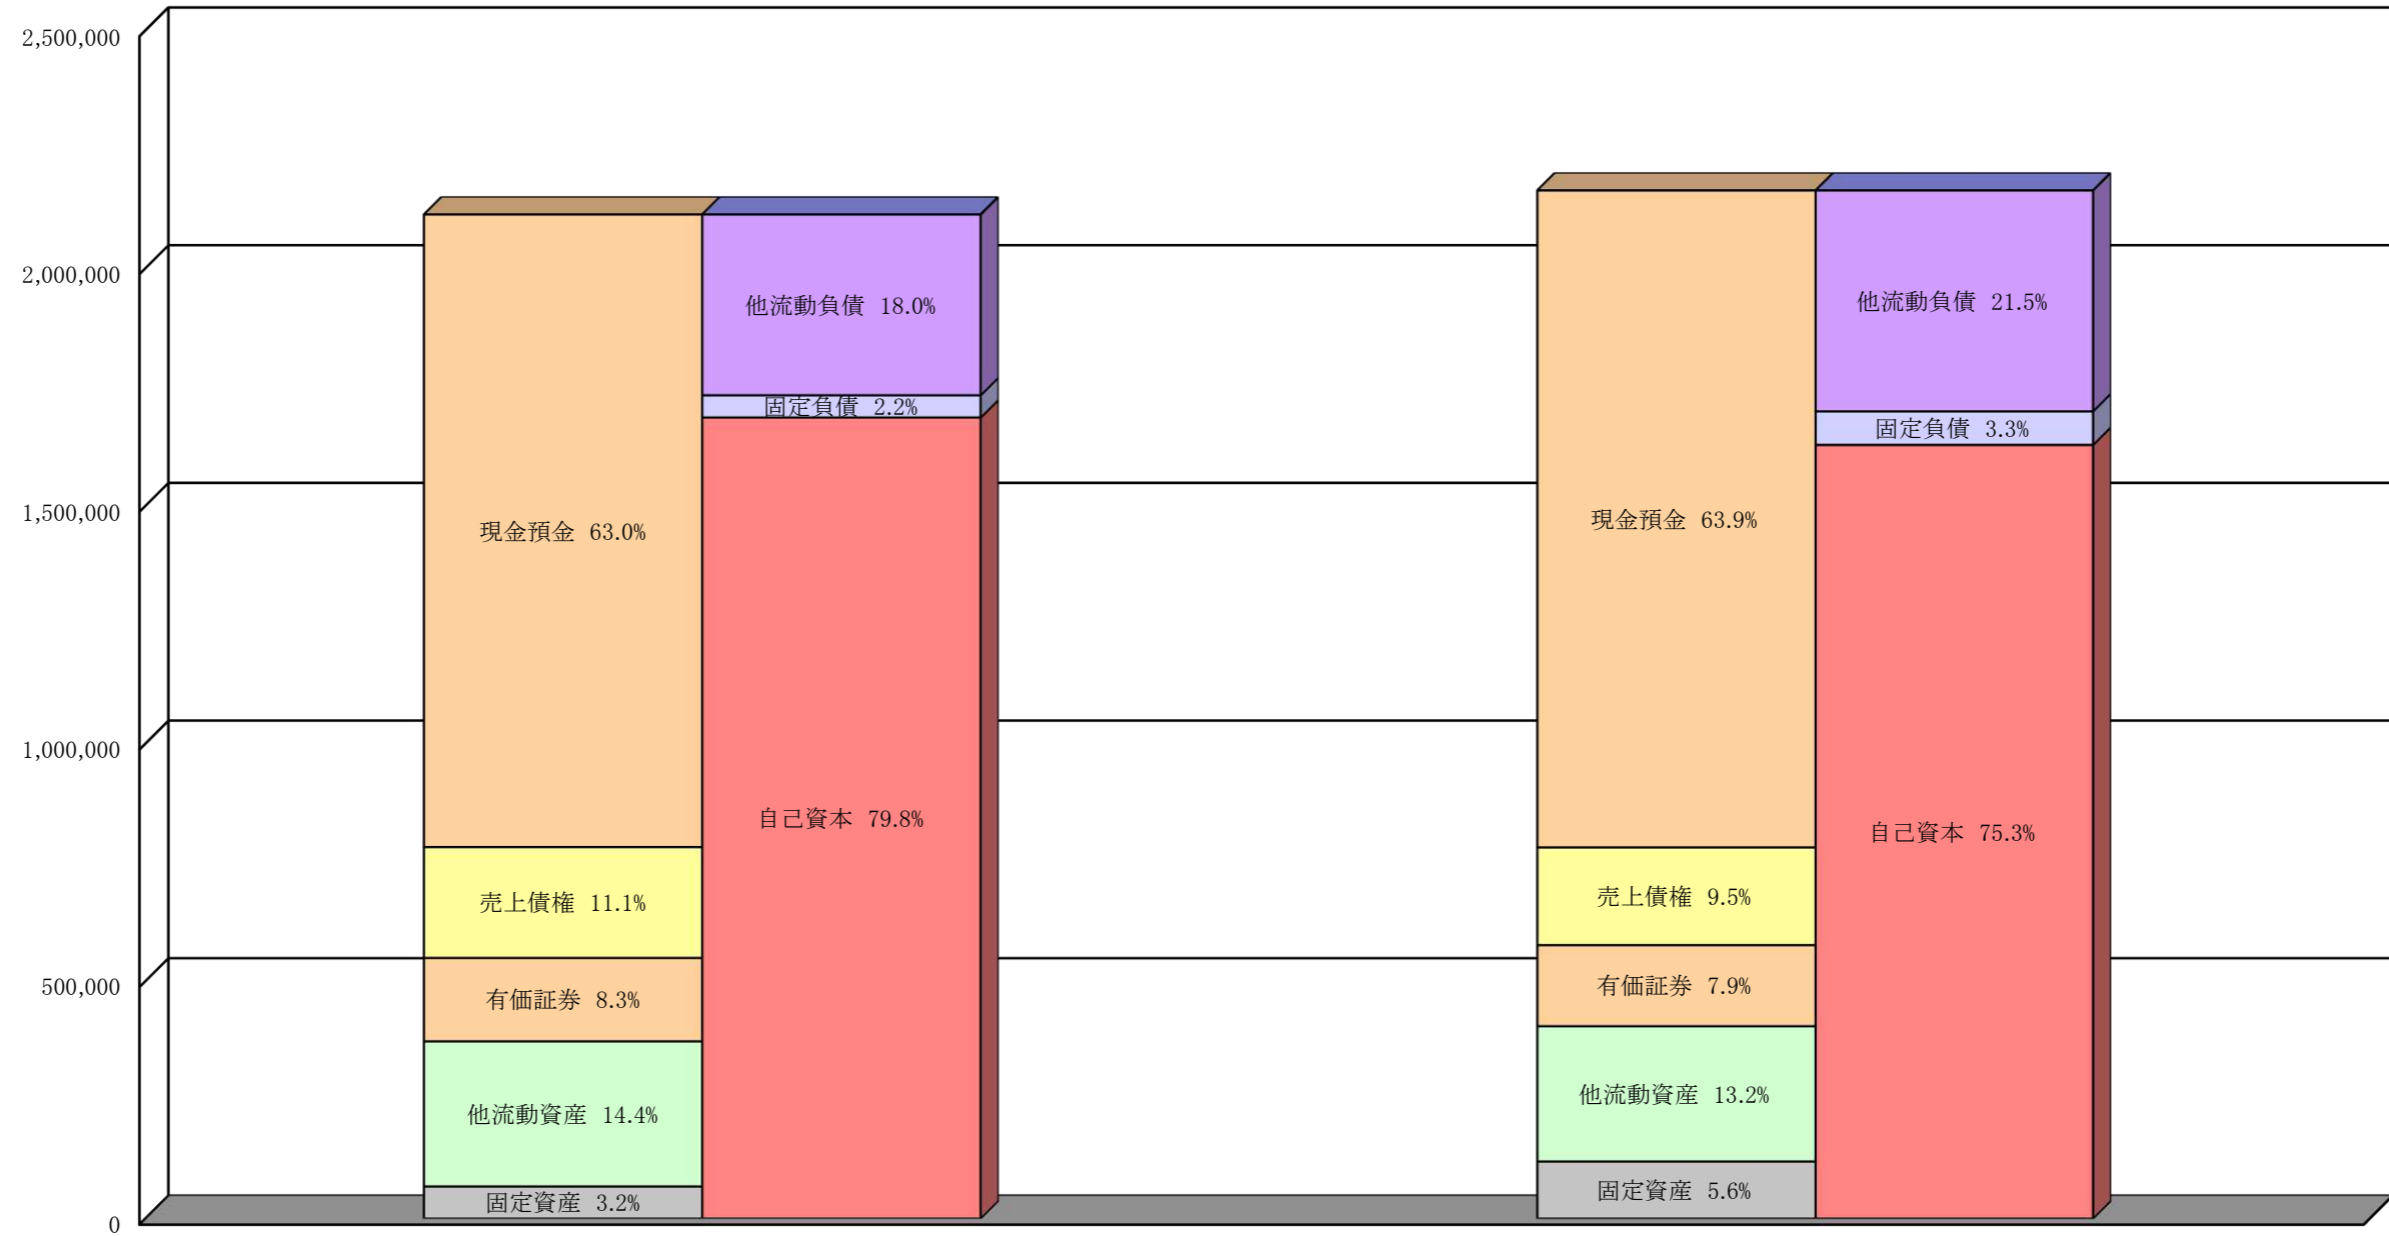 2,500,000
2,000,000
1,500,000
1,000,000
500,000
0
現金預金 63.0%
売上債権 11.1%
有価証券 8.3%
他流動資産 14.4%
固定資産 3.2%
他流動負債 18.0%
固定負債 2.2%
自己資本 79.8%
現金預金 63.9%
売上債権 9.5%
有価証券 7.9%
他流動資産 13.2%
固定資産 5.6%
他流動負債 21.5%
固定負債 3.3%
自己資本 75.3%